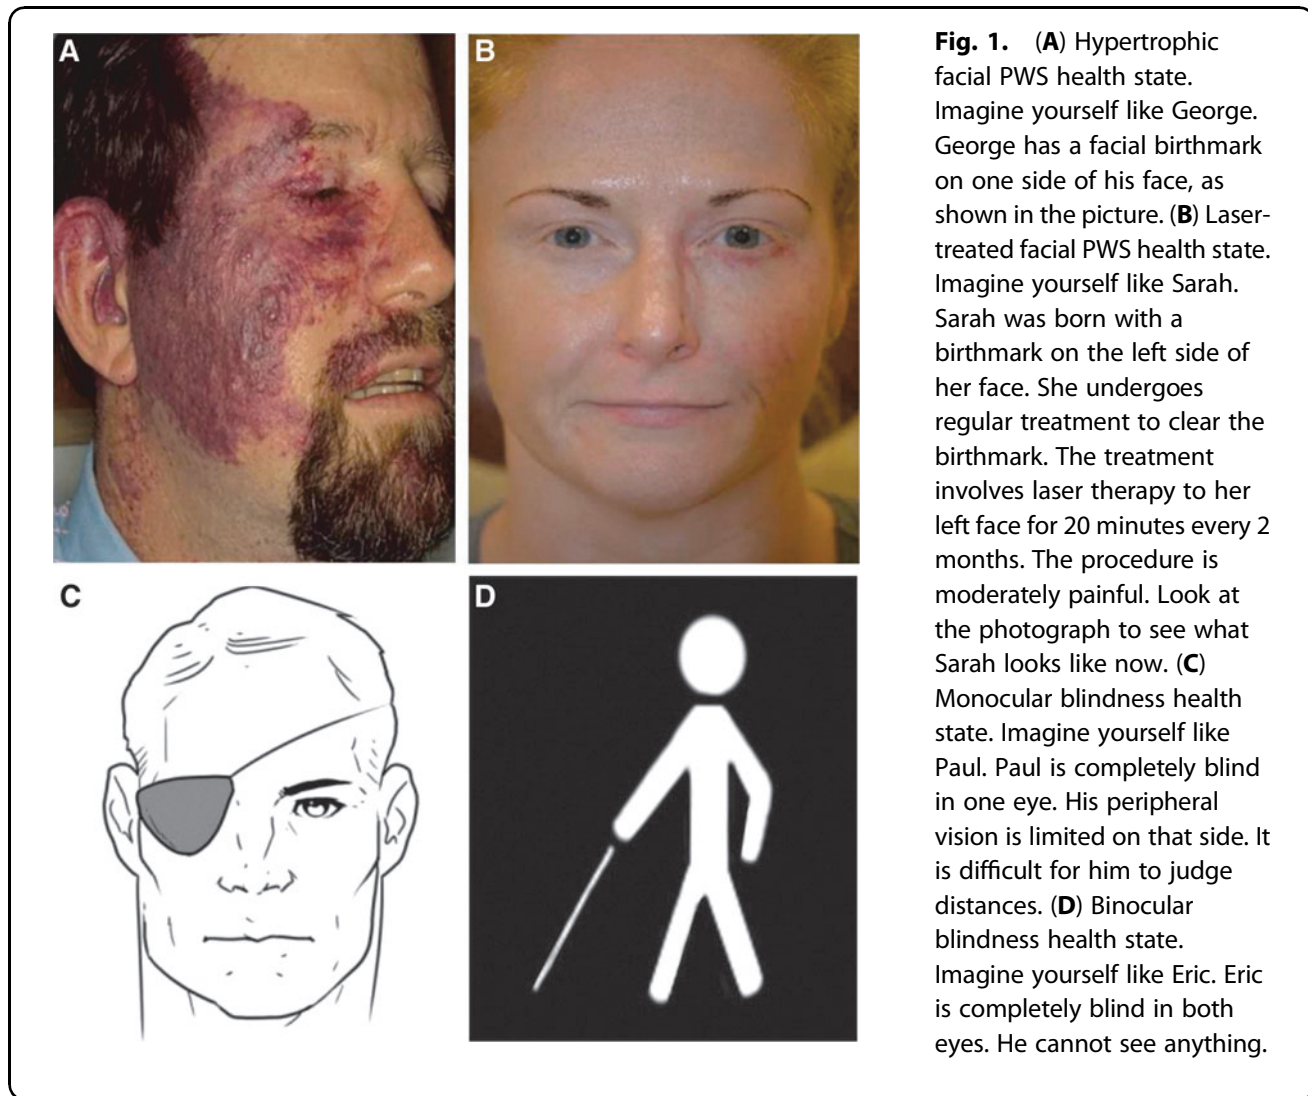 A
B
C
D
Fig. 1. (A) Hypertrophic
facial PWS health state.
Imagine yourself like George.
George has a facial birthmark
on one side of his face, as
shown in the picture. (B) Laser-
treated facial PWS health state.
Imagine yourself like Sarah.
Sarah was born with a
birthmark on the left side of
her face. She undergoes
regular treatment to clear the
birthmark. The treatment
involves laser therapy to her
left face for 20 minutes every 2
months. The procedure is
moderately painful. Look at
the photograph to see what
Sarah looks like now. (C)
Monocular blindness health
state. Imagine yourself like
Paul. Paul is completely blind
in one eye. His peripheral
vision is limited on that side. It
is difficult for him to judge
distances. (D) Binocular
blindness health state.
Imagine yourself like Eric. Eric
is completely blind in both
eyes. He cannot see anything.